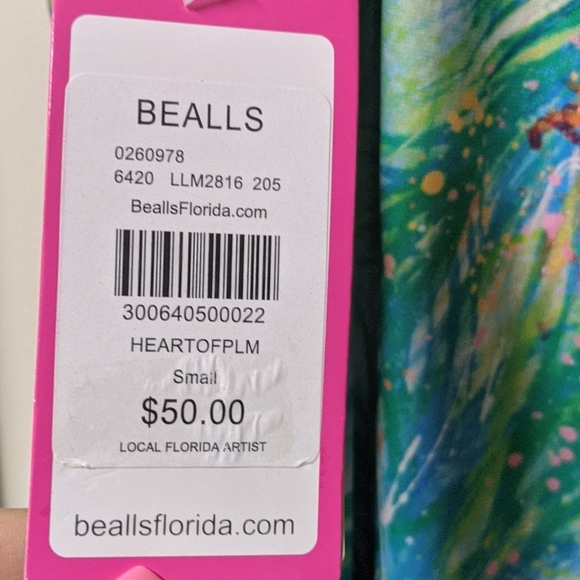 BEALLS
0260978
6420 LLM2816 205
BeallsFlorida.com
300640500022
HEARTOFPLM
Small
$50.00
LOCAL FLORIDA ARTIST
beallsflorida.com